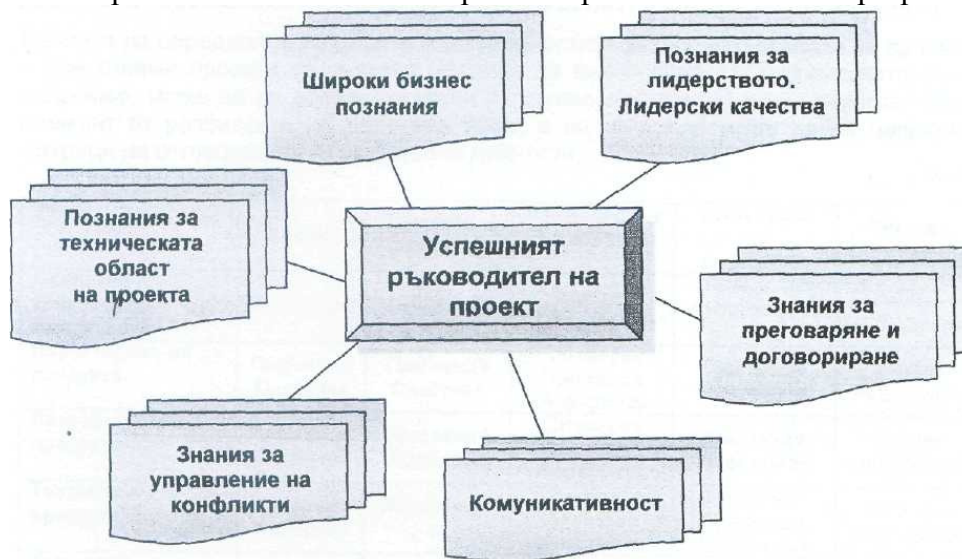 Широки бизнес
познания
Познания за
лидерството.
Лидерски качества
Познания за
техническата
област
на проекта
Успешният
ръководител на
проект
Знания за
преговаряне и
договориране
Знания за
управление на
конфликти
Комуникативност